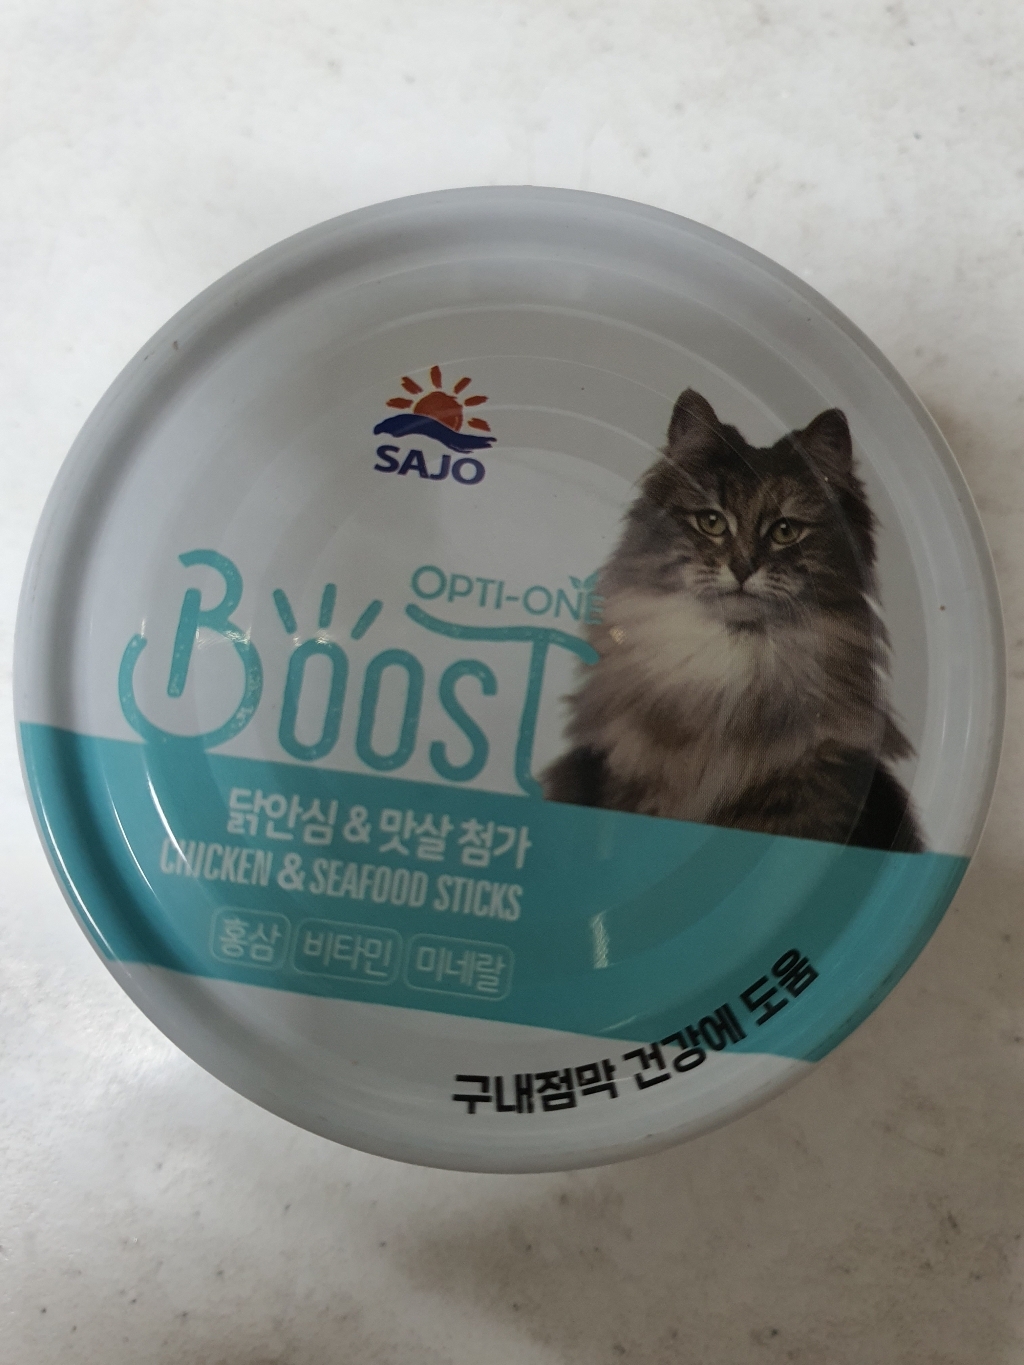 SAJO
OPTI-ONE
BOOST
닭안심 & 맛살 첨가
CHICKEN & SEAFOOD STICKS
홍삼 비타민 미네랄
구내점막 건강에 도움